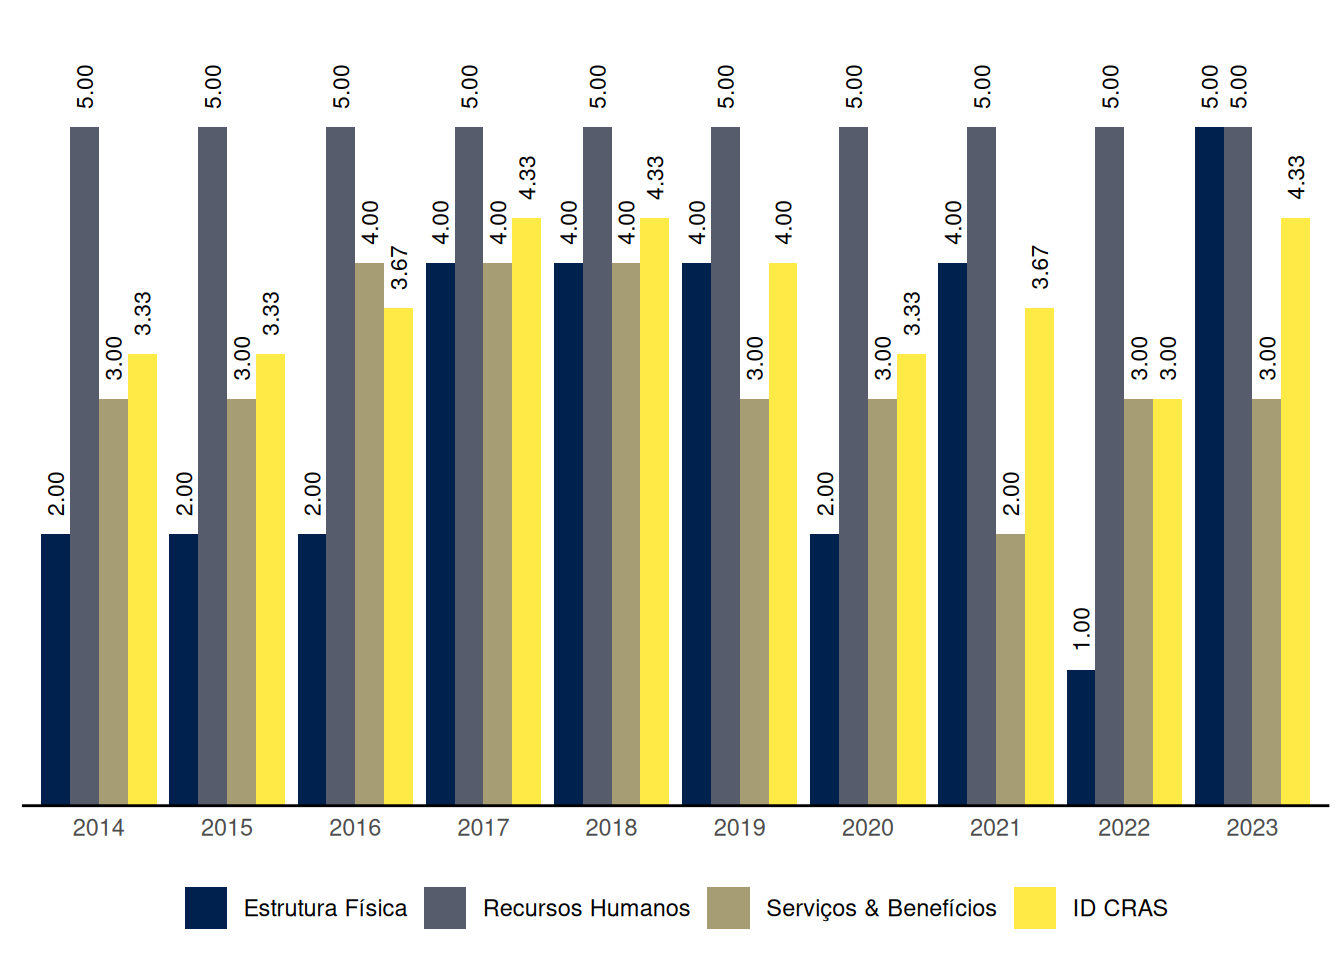 5.00 5.00 5.00 5.00 5.00 5.00 5.00 5.00 5.00 5.00 5.00
4.33 4.33 4.33
4.00 4.00 4.00 4.00 4.00 4.00 4.00 4.00
3.67 3.67
3.33 3.33 3.33
3.00 3.00 3.00 3.00 3.00 3.00 3.00
2.00 2.00 2.00 2.00 2.00
1.00
2014 2015 2016 2017 2018 2019 2020 2021 2022 2023
Estrutura Física Recursos Humanos Serviços & Benefícios ID CRAS